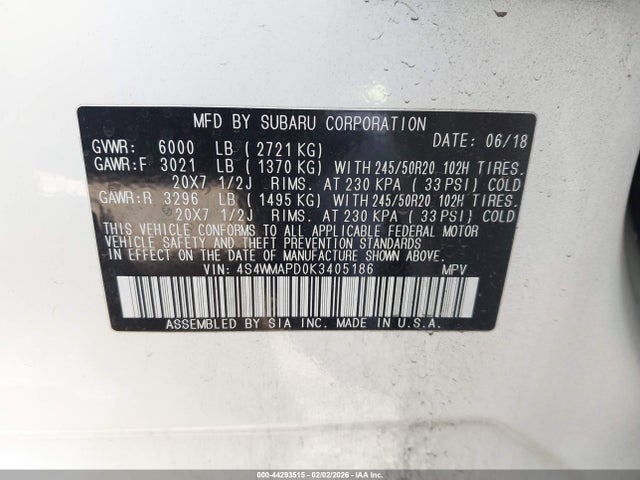 MFD BY SUBARU CORPORATION
GVWR: 6000 LB (2721 KG) DATE: 06/18
GAWR:F 3021 LB (1370 KG) WITH 245/50R20 102H TIRES.
20X7 1/2J RIMS. AT 230 KPA (33 PSI) COLD
GAWR:R 3296 LB (1495 KG) WITH 245/50R20 102H TIRES.
20X7 1/2J RIMS. AT 230 KPA (33 PSI) COLD
THIS VEHICLE CONFORMS TO ALL APPLICABLE FEDERAL MOTOR
VEHICLE SAFETY AND THEFT PREVENTION STANDARDS IN
EFFECT ON THE DATE OF MANUFACTURE SHOWN ABOVE.
VIN: 4S4WMAPD0K3405186 MPV
ASSEMBLED BY SIA INC. MADE IN U.S.A.
000-44293515 - 02/02/2026 - IAA Inc.